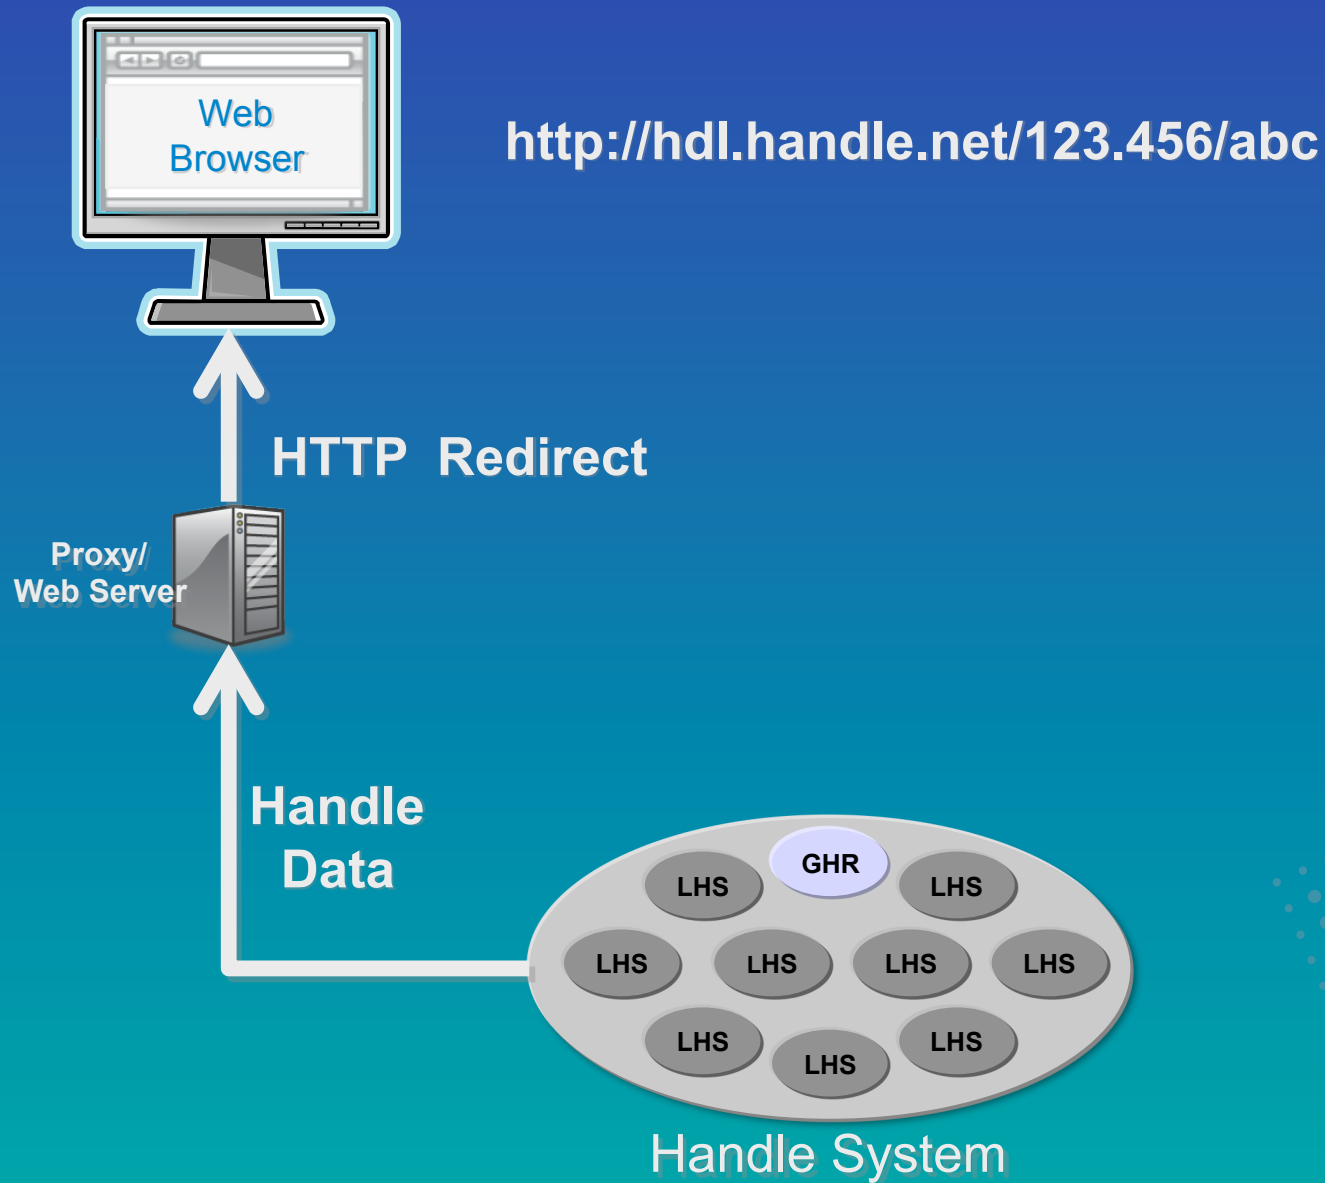 Web
Browser
http://hdl.handle.net/123.456/abc
HTTP  Redirect
Proxy/
Web Server
Handle
Data
GHR
LHS
LHS
LHS
LHS
LHS
LHS
LHS
LHS
LHS
Handle System